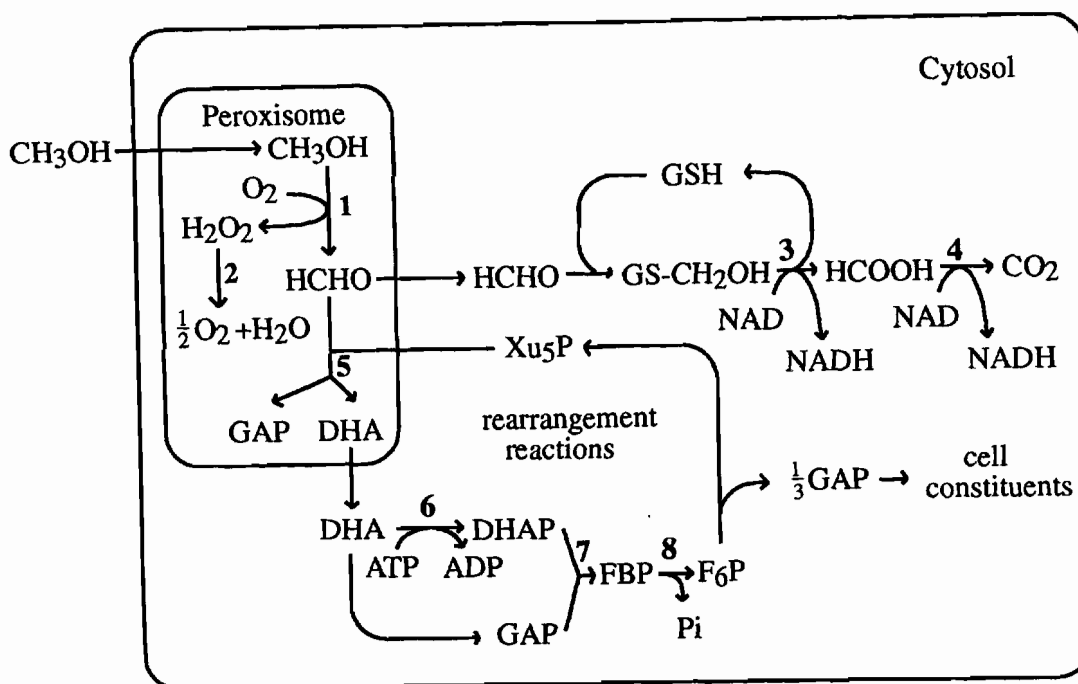 Cytosol
Peroxisome
CH3OH CH3OH
O2 1
H2O2
2
HCHO HCHO GS-CH2OH 3 HCOOH 4 CO2
GSH
NAD NAD
NADH NADH
½O2+H2O
Xu5P
5
GAP DHA
rearrangement
reactions
⅓GAP cell
constituents
DHA 6 DHAP 7 FBP 8 F6P
ATP ADP
GAP Pi